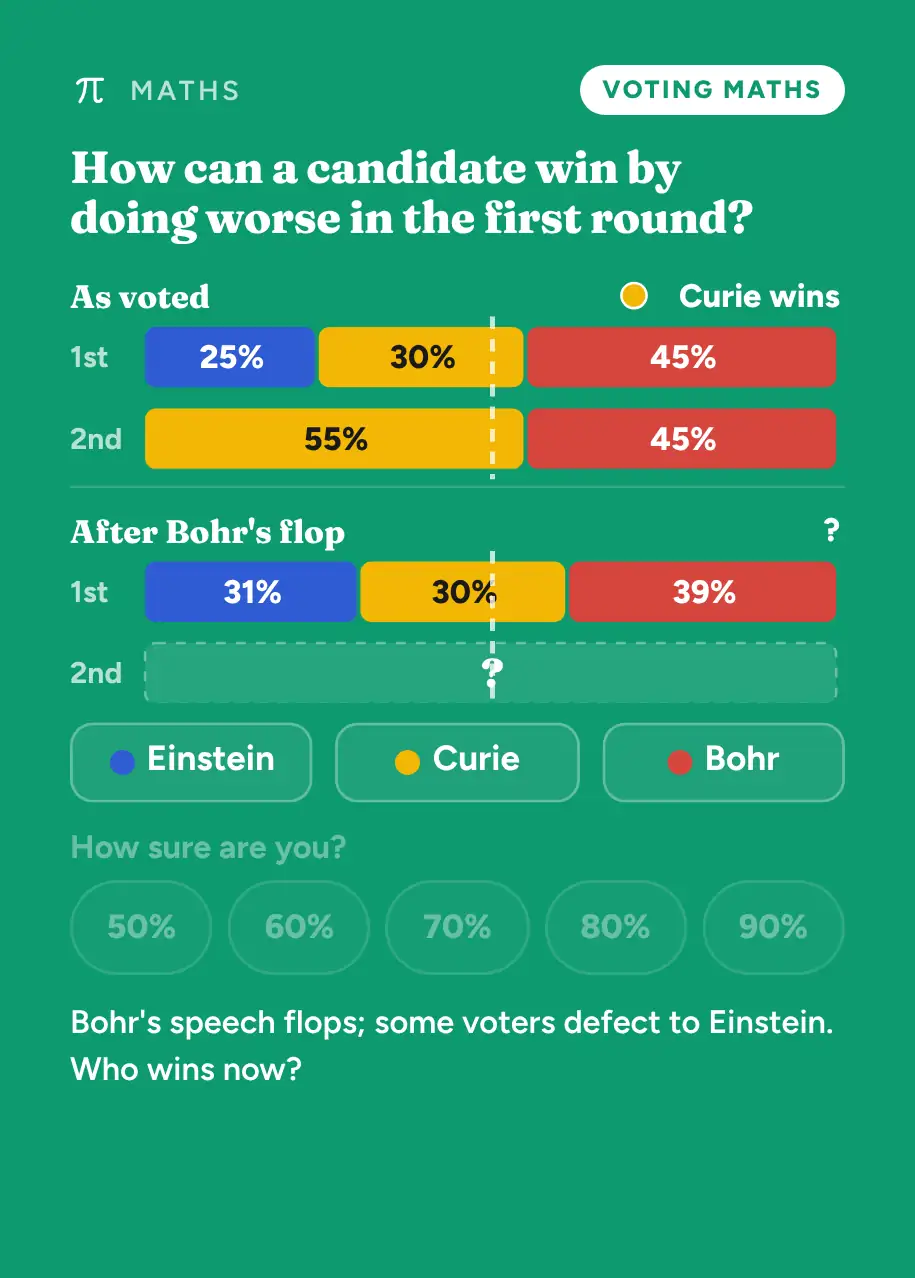 π MATHS
VOTING MATHS
How can a candidate win by
doing worse in the first round?
As voted
Curie wins
1st
25%
30%
45%
2nd
55%
45%
After Bohr's flop
?
1st
31%
30%
39%
2nd
?
Einstein
Curie
Bohr
How sure are you?
50%
60%
70%
80%
90%
Bohr's speech flops; some voters defect to Einstein.
Who wins now?